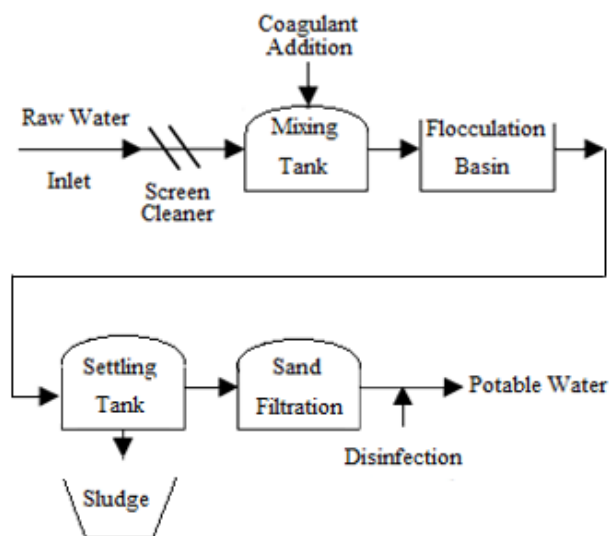 Coagulant
Addition
Raw Water
Inlet
Screen
Cleaner
Mixing
Tank
Flocculation
Basin
Settling
Tank
Sludge
Sand
Filtration
Disinfection
Potable Water